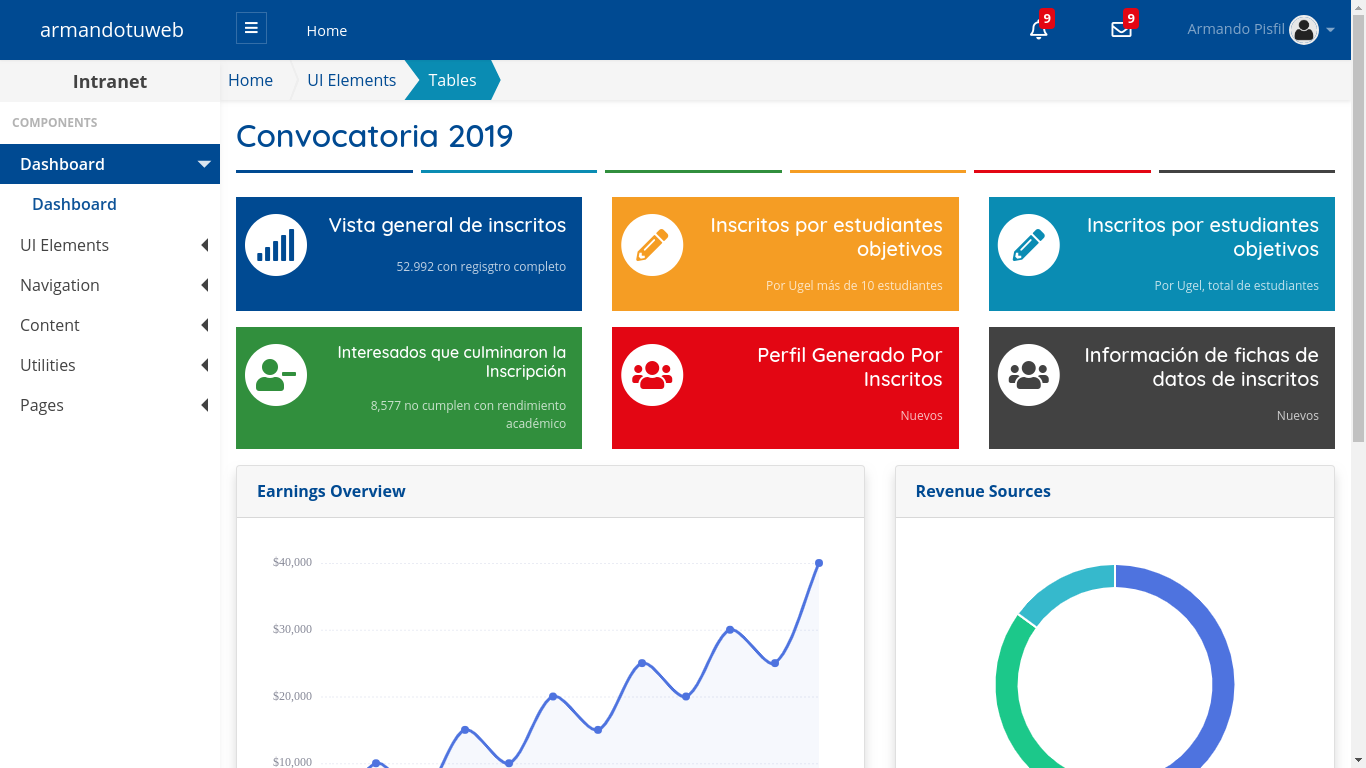 armandotuweb
Home
9
9
Armando Pisfil
Intranet
Home
UI Elements
Tables
COMPONENTS
Dashboard
Dashboard
UI Elements
Navigation
Content
Utilities
Pages
Convocatoria 2019
Vista general de inscritos
52.992 con regisgtro completo
Inscritos por estudiantes
objetivos
Por Ugel más de 10 estudiantes
Inscritos por estudiantes
objetivos
Por Ugel, total de estudiantes
Interesados que culminaron la
Inscripción
8,577 no cumplen con rendimiento
académico
Perfil Generado Por
Inscritos
Nuevos
Información de fichas de
datos de inscritos
Nuevos
Earnings Overview
$40,000
$30,000
$20,000
$10,000
Revenue Sources